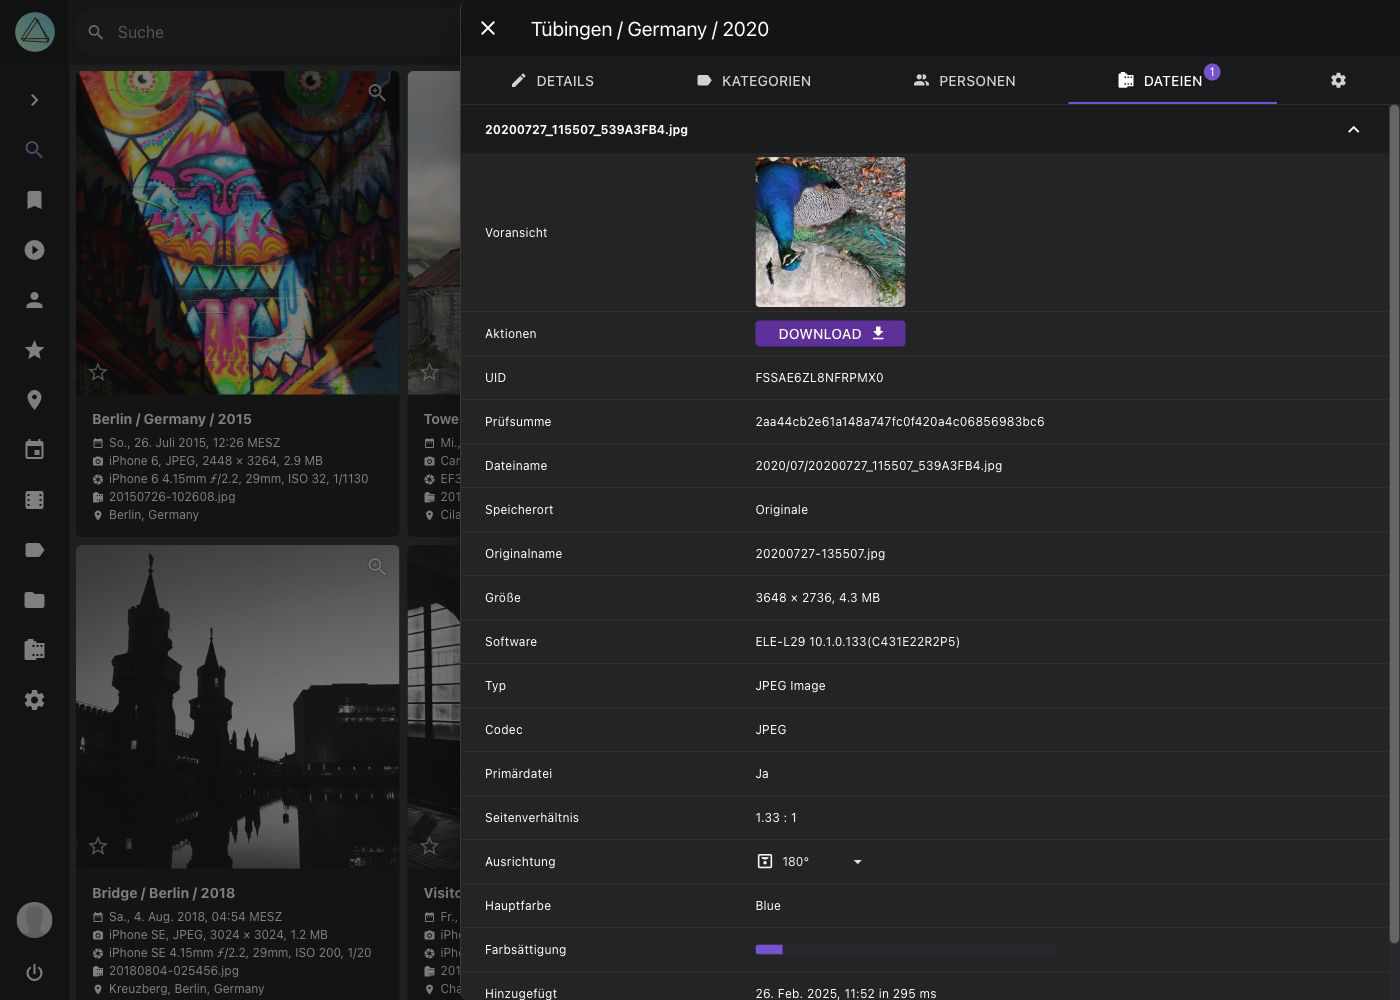 Suche
Berlin / Germany / 2015
So., 26. Juli 2015, 12:26 MESZ
iPhone 6, JPEG, 2448 × 3264, 2.9 MB
iPhone 6 4.15mm ƒ/2.2, 29mm, ISO 32, 1/1130
20150726-102608.jpg
Berlin, Germany
Bridge / Berlin / 2018
Sa., 4. Aug. 2018, 04:54 MESZ
iPhone SE, JPEG, 3024 × 3024, 1.2 MB
iPhone SE 4.15mm ƒ/2.2, 29mm, ISO 200, 1/20
20180804-025456.jpg
Kreuzberg, Berlin, Germany
Towe
Mi.,
Can
EF3
201
Cila
Visito
Fr.,
iPho
iPho
201
Cha
Tübingen / Germany / 2020
DETAILS
KATEGORIEN
PERSONEN
DATEIEN 1
20200727_115507_539A3FB4.jpg
Voransicht
Aktionen DOWNLOAD
UID FSSAE6ZL8NFRPMX0
Prüfsumme 2aa44cb2e61a148a747fc0f420a4c06856983bc6
Dateiname 2020/07/20200727_115507_539A3FB4.jpg
Speicherort Originale
Originalname 20200727-135507.jpg
Größe 3648 × 2736, 4.3 MB
Software ELE-L29 10.1.0.133(C431E22R2P5)
Typ JPEG Image
Codec JPEG
Primärdatei Ja
Seitenverhältnis 1.33 : 1
Ausrichtung 180°
Hauptfarbe Blue
Farbsättigung
Hinzugefügt 26. Feb. 2025, 11:52 in 295 ms